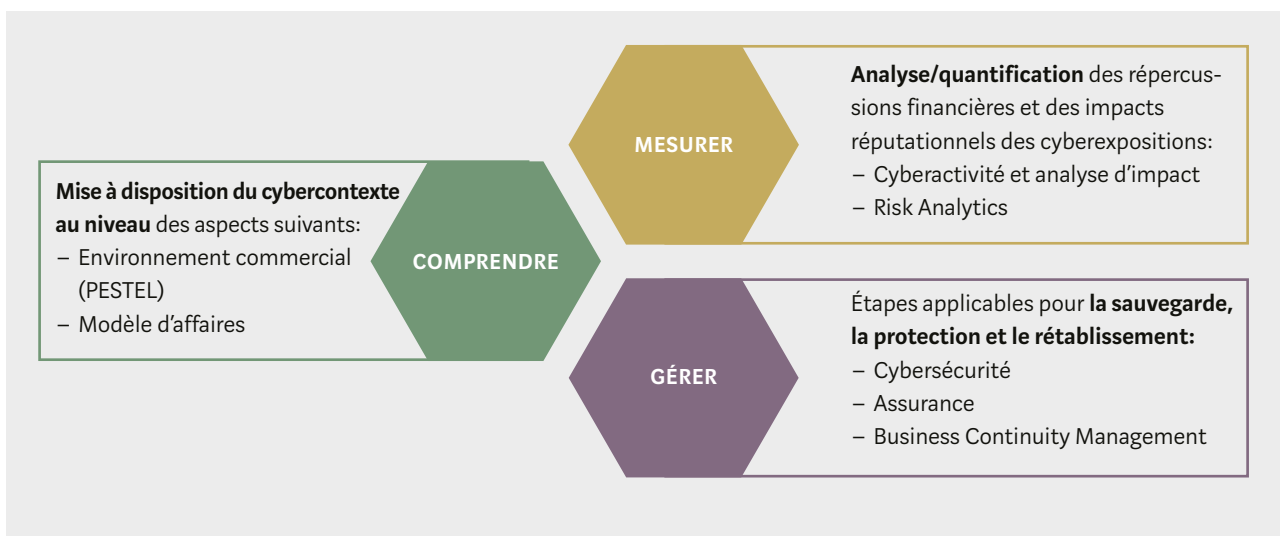 Mise à disposition du cybercontexte
au niveau des aspects suivants:
– Environnement commercial
(PESTEL)
– Modèle d'affaires
COMPRENDRE
MESURER
Analyse/quantification des répercus-
sions financières et des impacts
réputationnels des cyberexpositions:
– Cyberactivité et analyse d'impact
– Risk Analytics
GÉRER
Étapes applicables pour la sauvegarde,
la protection et le rétablissement:
– Cybersécurité
– Assurance
– Business Continuity Management